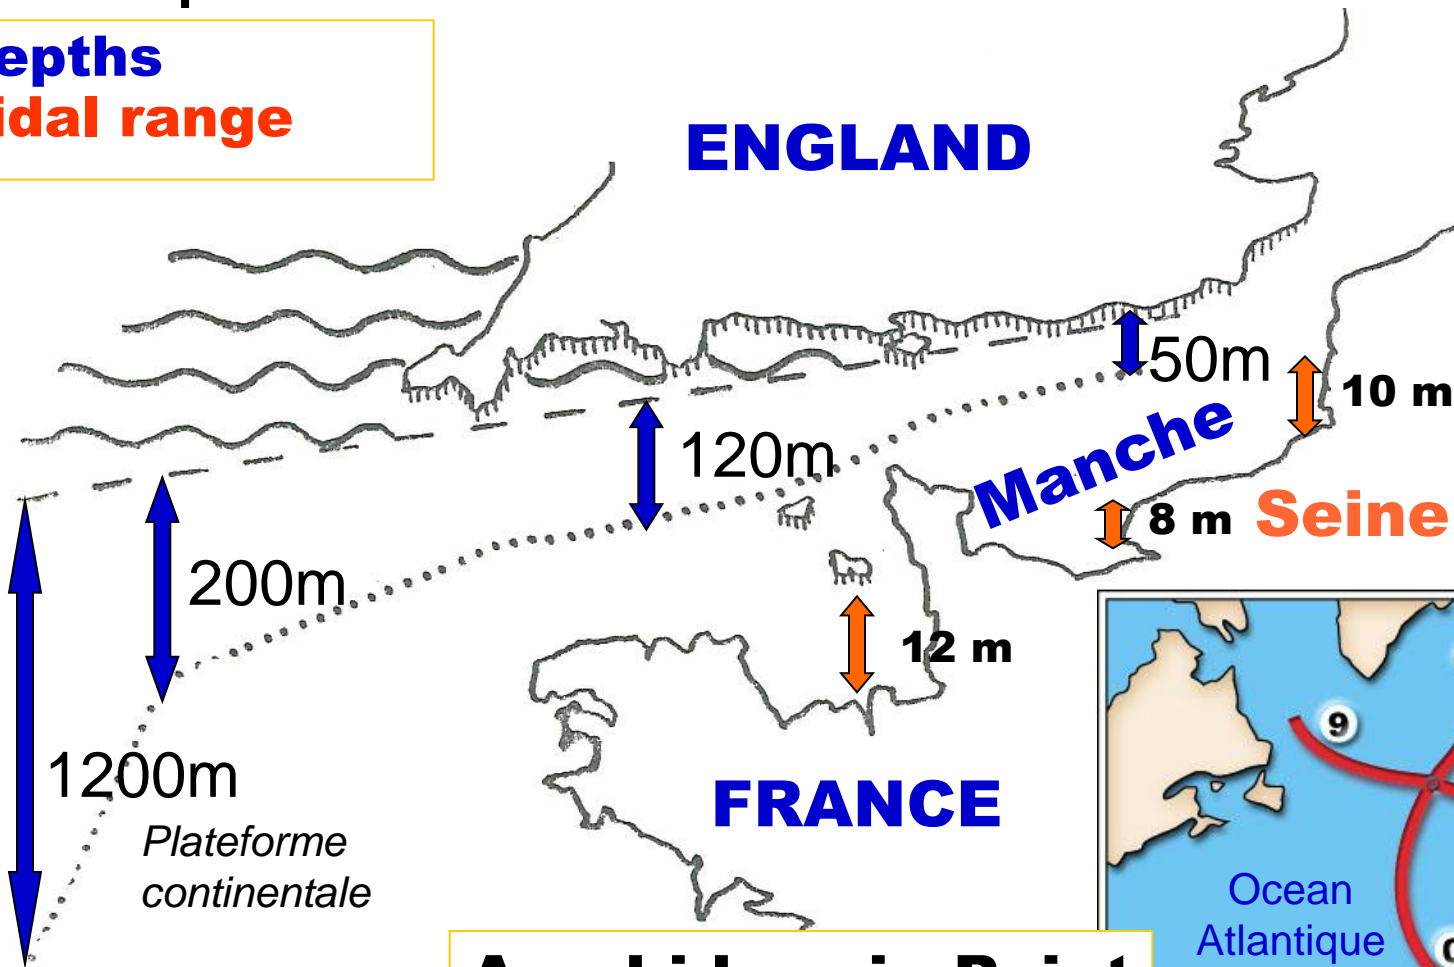 epths
idal range
ENGLAND
50m
10 m
120m
Manche
8 m
Seine
200m
12 m
1200m
9
FRANCE
Plateforme
continentale
Ocean
Atlantique